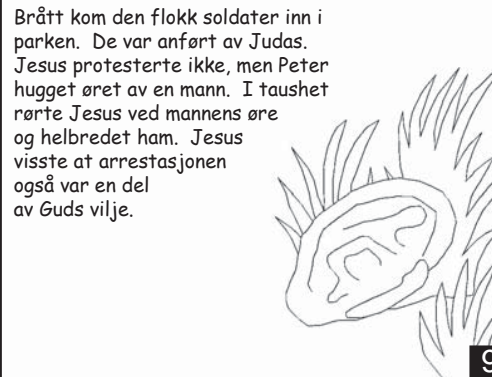 Brått kom den flokk soldater inn i
parken. De var anført av Judas.
Jesus protesterte ikke, men Peter
hugget øret av en mann. I taushet
rørte Jesus ved mannens øre
og helbredet ham. Jesus
visste at arrestasjonen
også var en del
av Guds vilje.
9